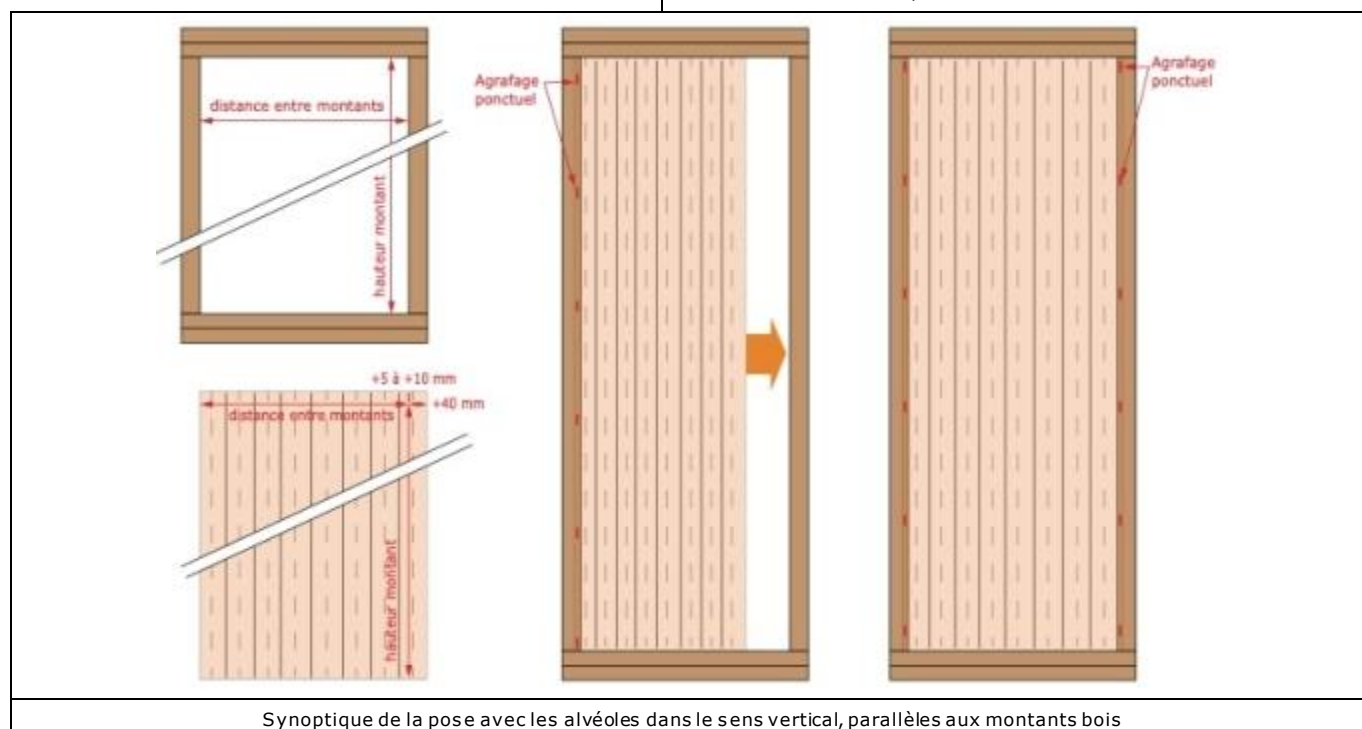 distance entre montants
hauteur montant
+5 à +10 mm
distance entre montants
+40 mm
hauteur montant
Agrafage
ponctuel
Agrafage
ponctuel
Synoptique de la pose avec les alvéoles dans le sens vertical, parallèles aux montants bois